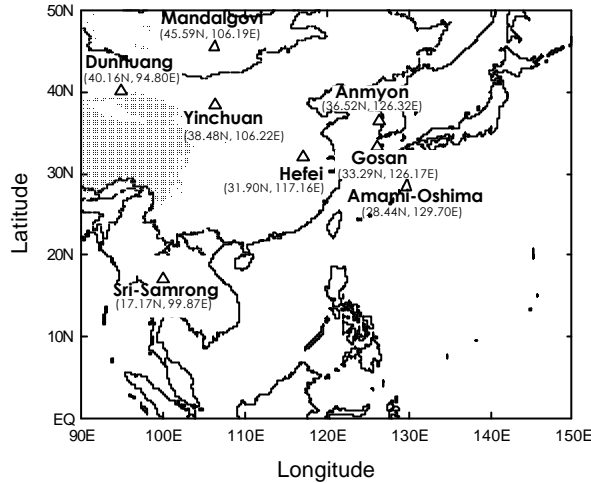 50N
Mandalgovi
(45.59N, 106.19E)
Dunhuang
(40.16N, 94.80E)
40N
Anmyon
(36.52N, 126.32E)
Yinchuan
(38.48N, 106.22E)
Gosan
(33.29N, 126.17E)
30N
Hefei
(31.90N, 117.16E)
Amami-Oshima
(28.44N, 129.70E)
20N
Sri-Samrong
(17.17N, 99.87E)
10N
EQ
90E 100E 110E 120E 130E 140E 150E
Latitude
Longitude